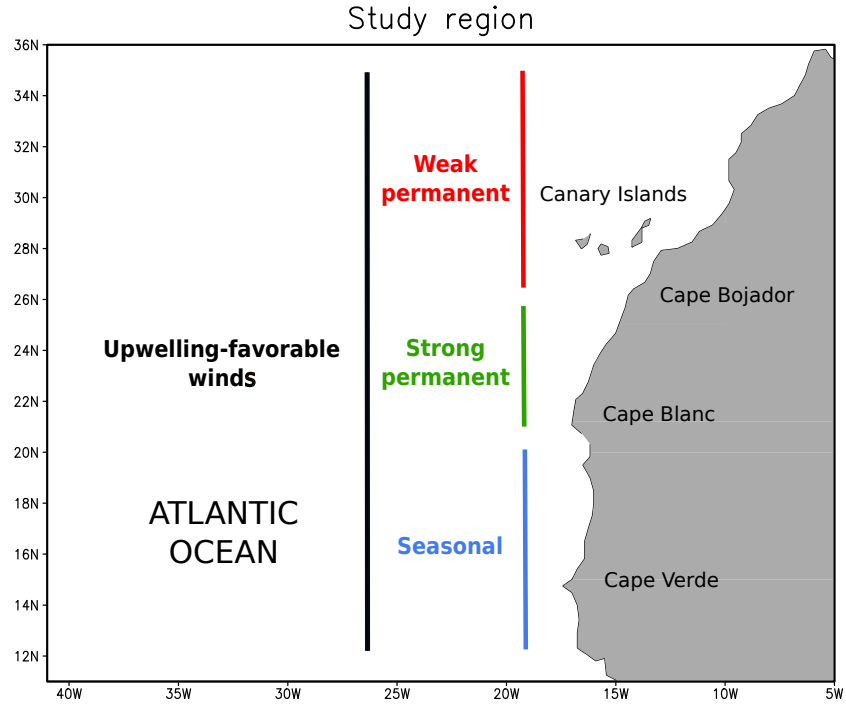 Study region
36N
34N
32N
30N
28N
26N
24N
22N
20N
18N
16N
14N
12N
Weak
permanent
Canary Islands
Cape Bojador
Upwelling-favorable
winds
Strong
permanent
Cape Blanc
ATLANTIC
OCEAN
Seasonal
Cape Verde
40W
35W
30W
25W
20W
15W
10W
5W